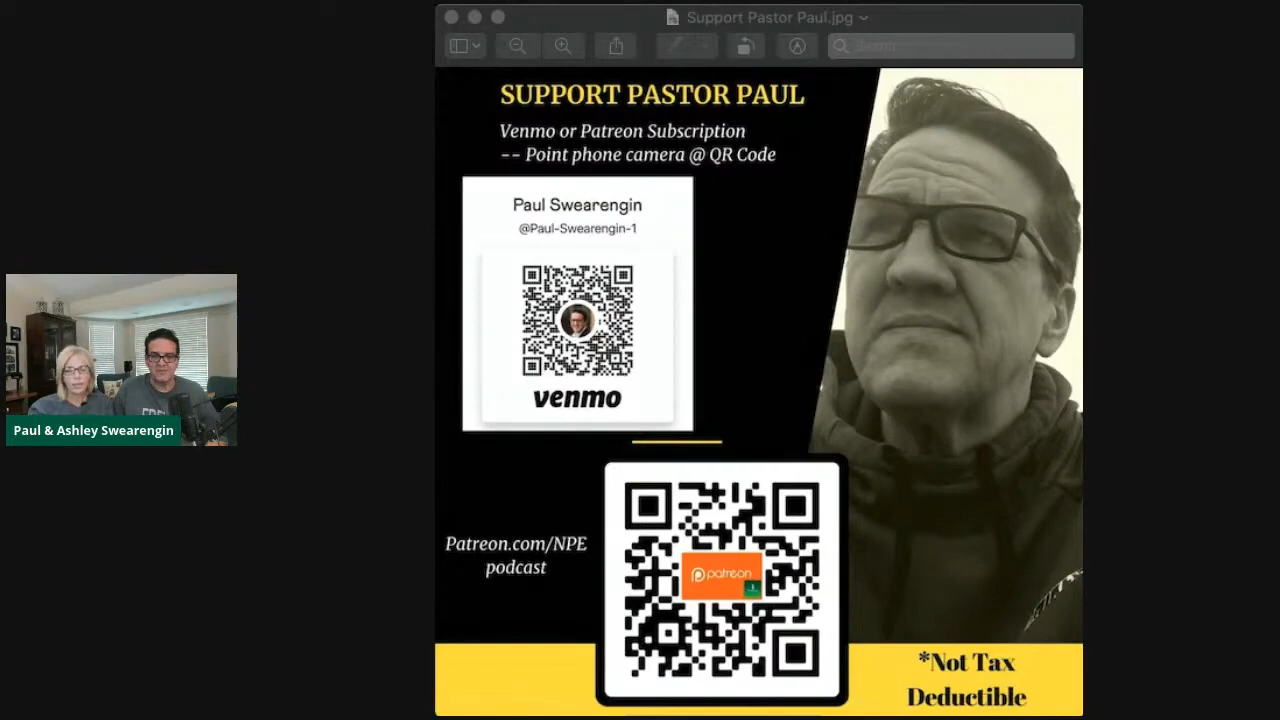 Support Pastor Paul.jpg
Search
SUPPORT PASTOR PAUL
Venmo or Patreon Subscription
-- Point phone camera @ QR Code
Paul Swearengin
@Paul-Swearengin-1
venmo
Paul & Ashley Swearengin
Patreon.com/NPE
podcast
patreon
*Not Tax
Deductible